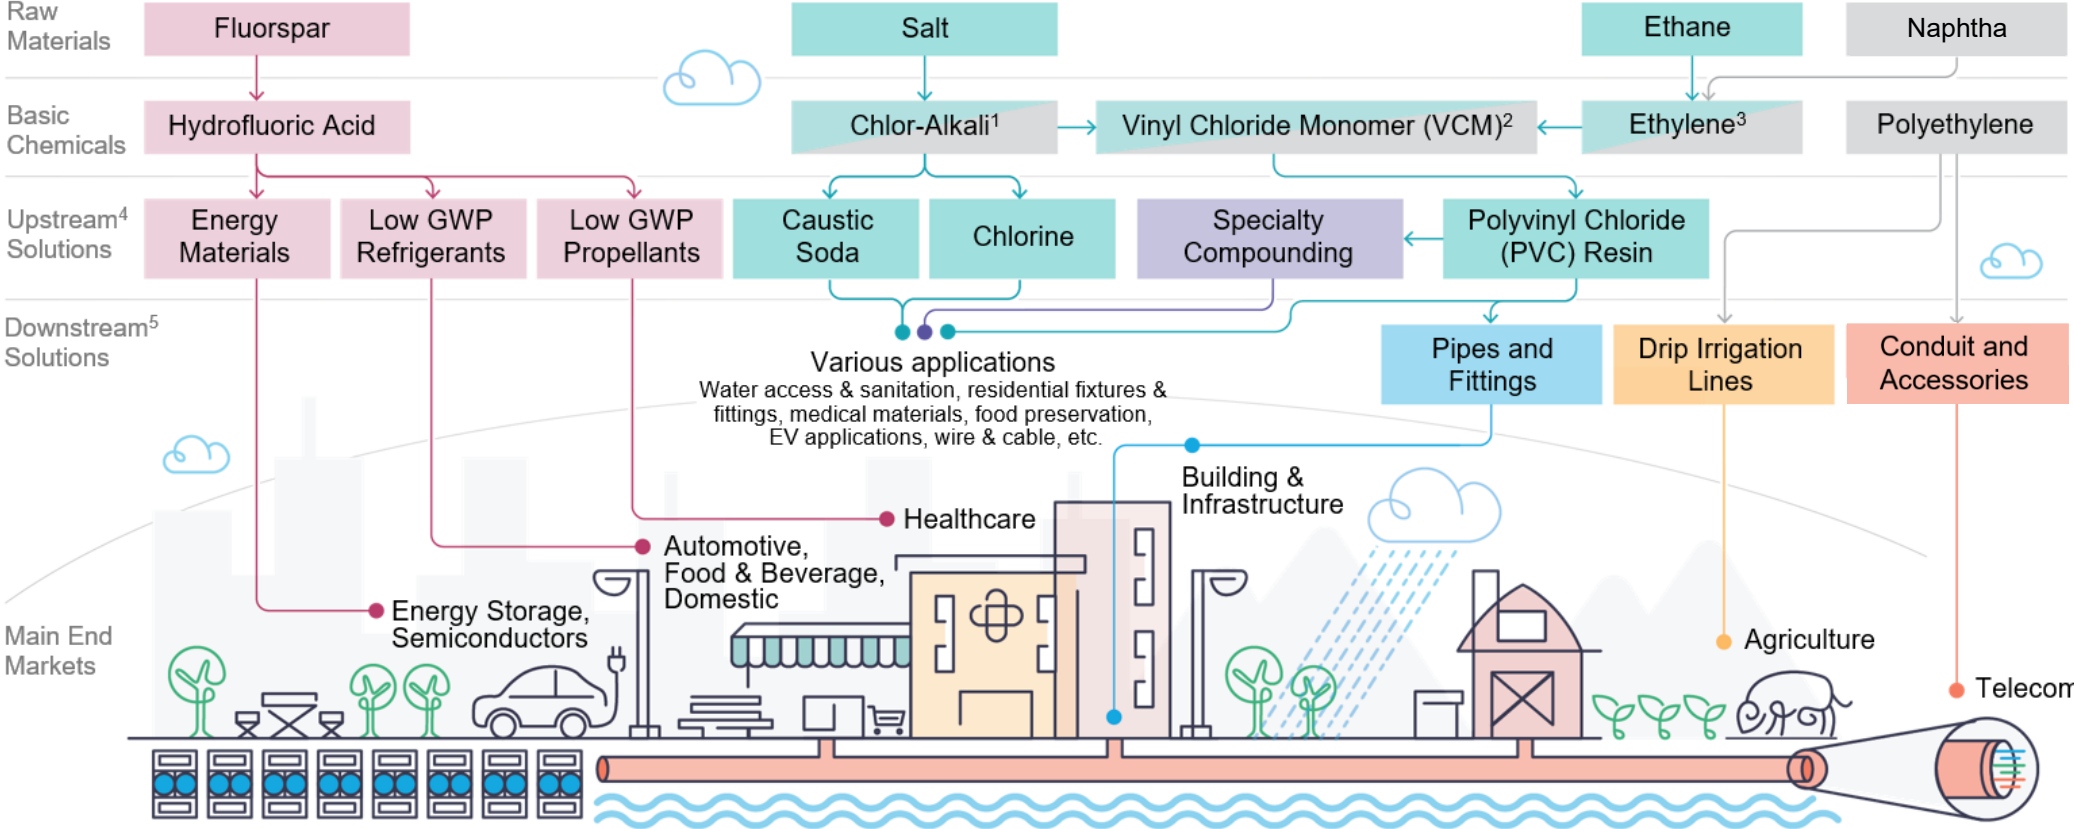 Raw
Materials
Fluorspar
Salt
Ethane
Naphtha
Basic
Chemicals
Hydrofluoric Acid
Chlor-Alkali¹
Vinyl Chloride Monomer (VCM)²
Ethylene³
Polyethylene
Upstream⁴
Solutions
Energy
Materials
Low GWP
Refrigerants
Low GWP
Propellants
Caustic
Soda
Chlorine
Specialty
Compounding
Polyvinyl Chloride
(PVC) Resin
Downstream⁵
Solutions
Various applications
Water access & sanitation, residential fixtures &
fittings, medical materials, food preservation,
EV applications, wire & cable, etc.
Pipes and
Fittings
Drip Irrigation
Lines
Conduit and
Accessories
Building &
Infrastructure
Healthcare
Automotive,
Food & Beverage,
Domestic
Energy Storage,
Semiconductors
Main End
Markets
Agriculture
Telecom